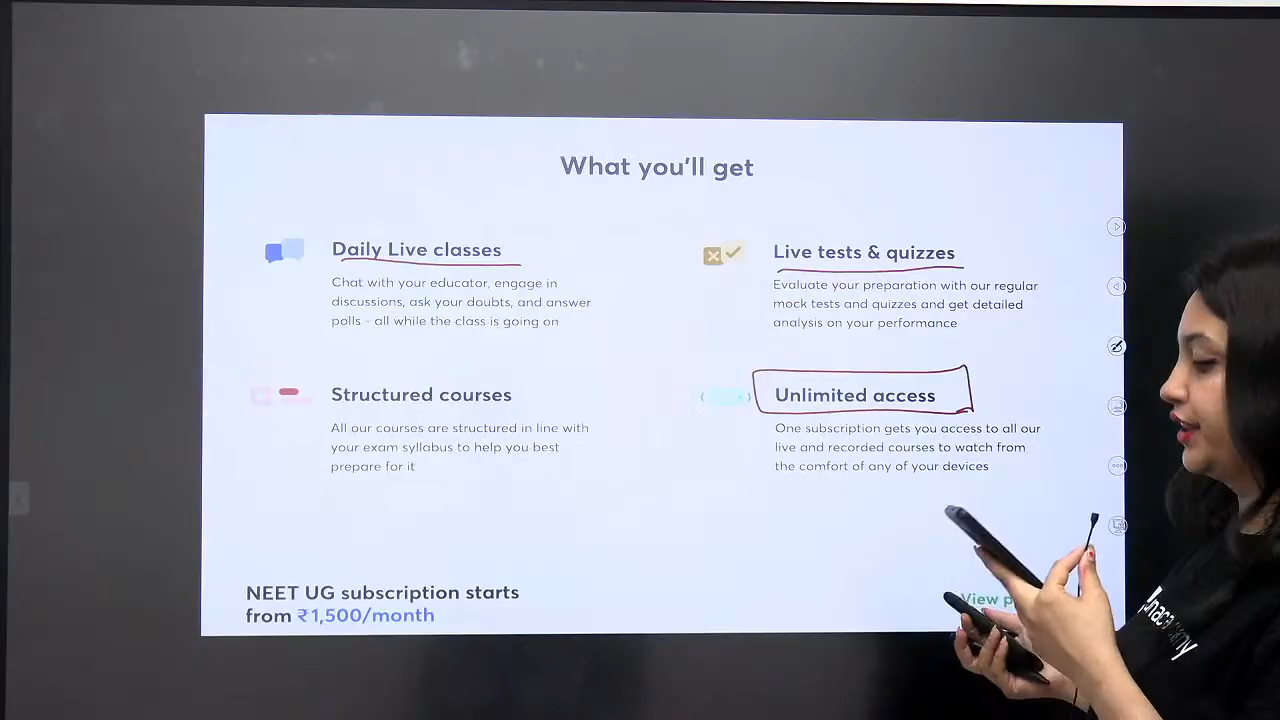 What you'll get
Daily Live classes
Chat with your educator, engage in
discussions, ask your doubts, and answer
polls – all while the class is going on
Live tests & quizzes
Evaluate your preparation with our regular
mock tests and quizzes and get detailed
analysis on your performance
Structured courses
All our courses are structured in line with
your exam syllabus to help you best
prepare for it
Unlimited access
One subscription gets you access to all our
live and recorded courses to watch from
the comfort of any of your devices
NEET UG subscription starts
from ₹1,500/month
View